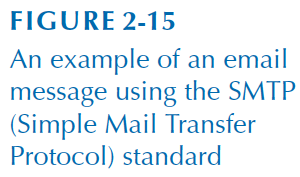 FIGURE 2-15
An example of an email
message using the SMTP
(Simple Mail Transfer
Protocol) standard